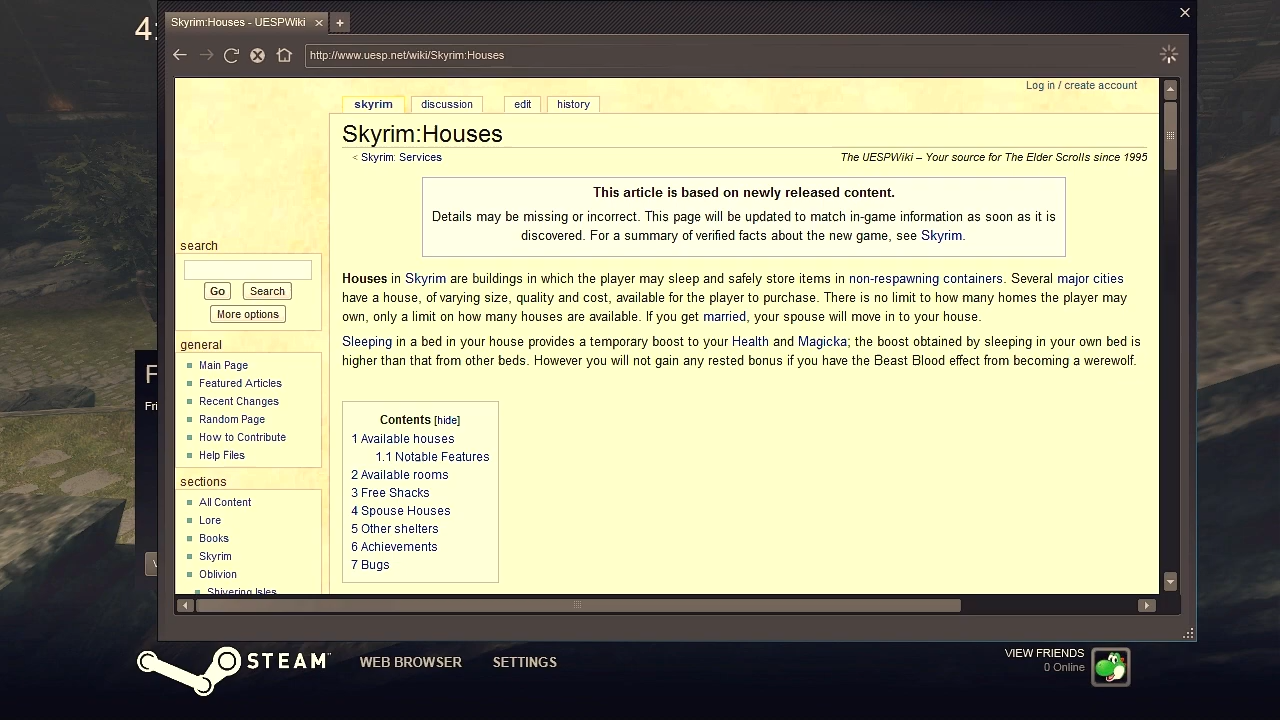 4:
Skyrim:Houses - UESPWiki
http://www.uesp.net/wiki/Skyrim:Houses
Log in / create account
skyrim discussion edit history
Skyrim:Houses
< Skyrim: Services
The UESPWiki – Your source for The Elder Scrolls since 1995
This article is based on newly released content.
Details may be missing or incorrect. This page will be updated to match in-game information as soon as it is
discovered. For a summary of verified facts about the new game, see Skyrim.
search
Go Search
More options
general
Main Page
Featured Articles
Recent Changes
Random Page
How to Contribute
Help Files
sections
All Content
Lore
Books
Skyrim
Oblivion
Shivering Isles
Houses in Skyrim are buildings in which the player may sleep and safely store items in non-respawning containers. Several major cities
have a house, of varying size, quality and cost, available for the player to purchase. There is no limit to how many homes the player may
own, only a limit on how many houses are available. If you get married, your spouse will move in to your house.
Sleeping in a bed in your house provides a temporary boost to your Health and Magicka; the boost obtained by sleeping in your own bed is
higher than that from other beds. However you will not gain any rested bonus if you have the Beast Blood effect from becoming a werewolf.
Contents [hide]
1 Available houses
1.1 Notable Features
2 Available rooms
3 Free Shacks
4 Spouse Houses
5 Other shelters
6 Achievements
7 Bugs
F
Fri
STEAM™
WEB BROWSER
SETTINGS
VIEW FRIENDS
0 Online